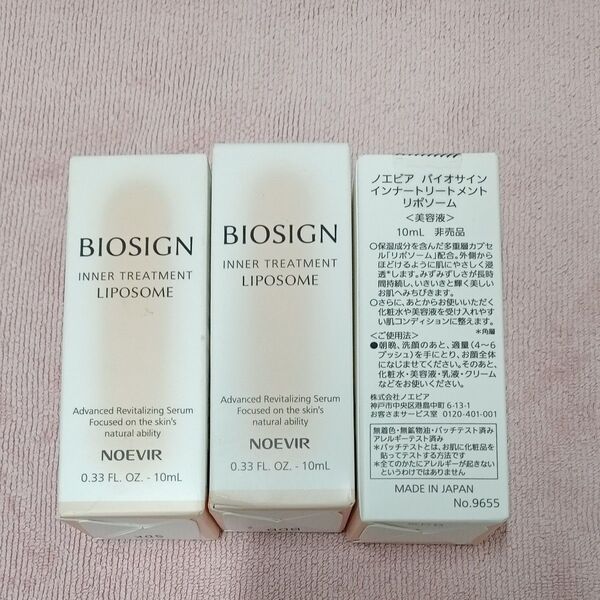 BIOSIGN
INNER TREATMENT
LIPOSOME
Advanced Revitalizing Serum
Focused on the skin's
natural ability
NOEVIR
0.33 FL. OZ. - 10mL
BIOSIGN
INNER TREATMENT
LIPOSOME
Advanced Revitalizing Serum
Focused on the skin's
natural ability
NOEVIR
0.33 FL. OZ. - 10mL
ノエビア バイオサイン
インナートリートメント
リポソーム
＜美容液＞
10mL 非売品
○保湿成分を含んだ多重層カプセ
ル「リポソーム」配合。外側から
ほどけるように肌にやさしく浸
透*します。みずみずしさが長時
間持続し、いきいきと輝く美しい
お肌へみちびきます。
○さらに、あとからお使いいただく
化粧水や美容液を受け入れやす
い肌コンディションに整えます。
*角層
＜ご使用法＞
●朝晩、洗顔のあと、適量(4～6
プッシュ)を手にとり、お顔全体
になじませてください。そのあと、
化粧水・美容液・乳液・クリーム
などをお使いください。
株式会社ノエビア
神戸市中央区港島中町6-13-1
お客さまサービス室 0120-401-001
無着色・無鉱物油・パッチテスト済み
アレルギーテスト済み
*パッチテストとは、お肌に化粧品を
貼ってテストする方法です
*全てのかたにアレルギーが起きない
というわけではありません
MADE IN JAPAN
No.9655